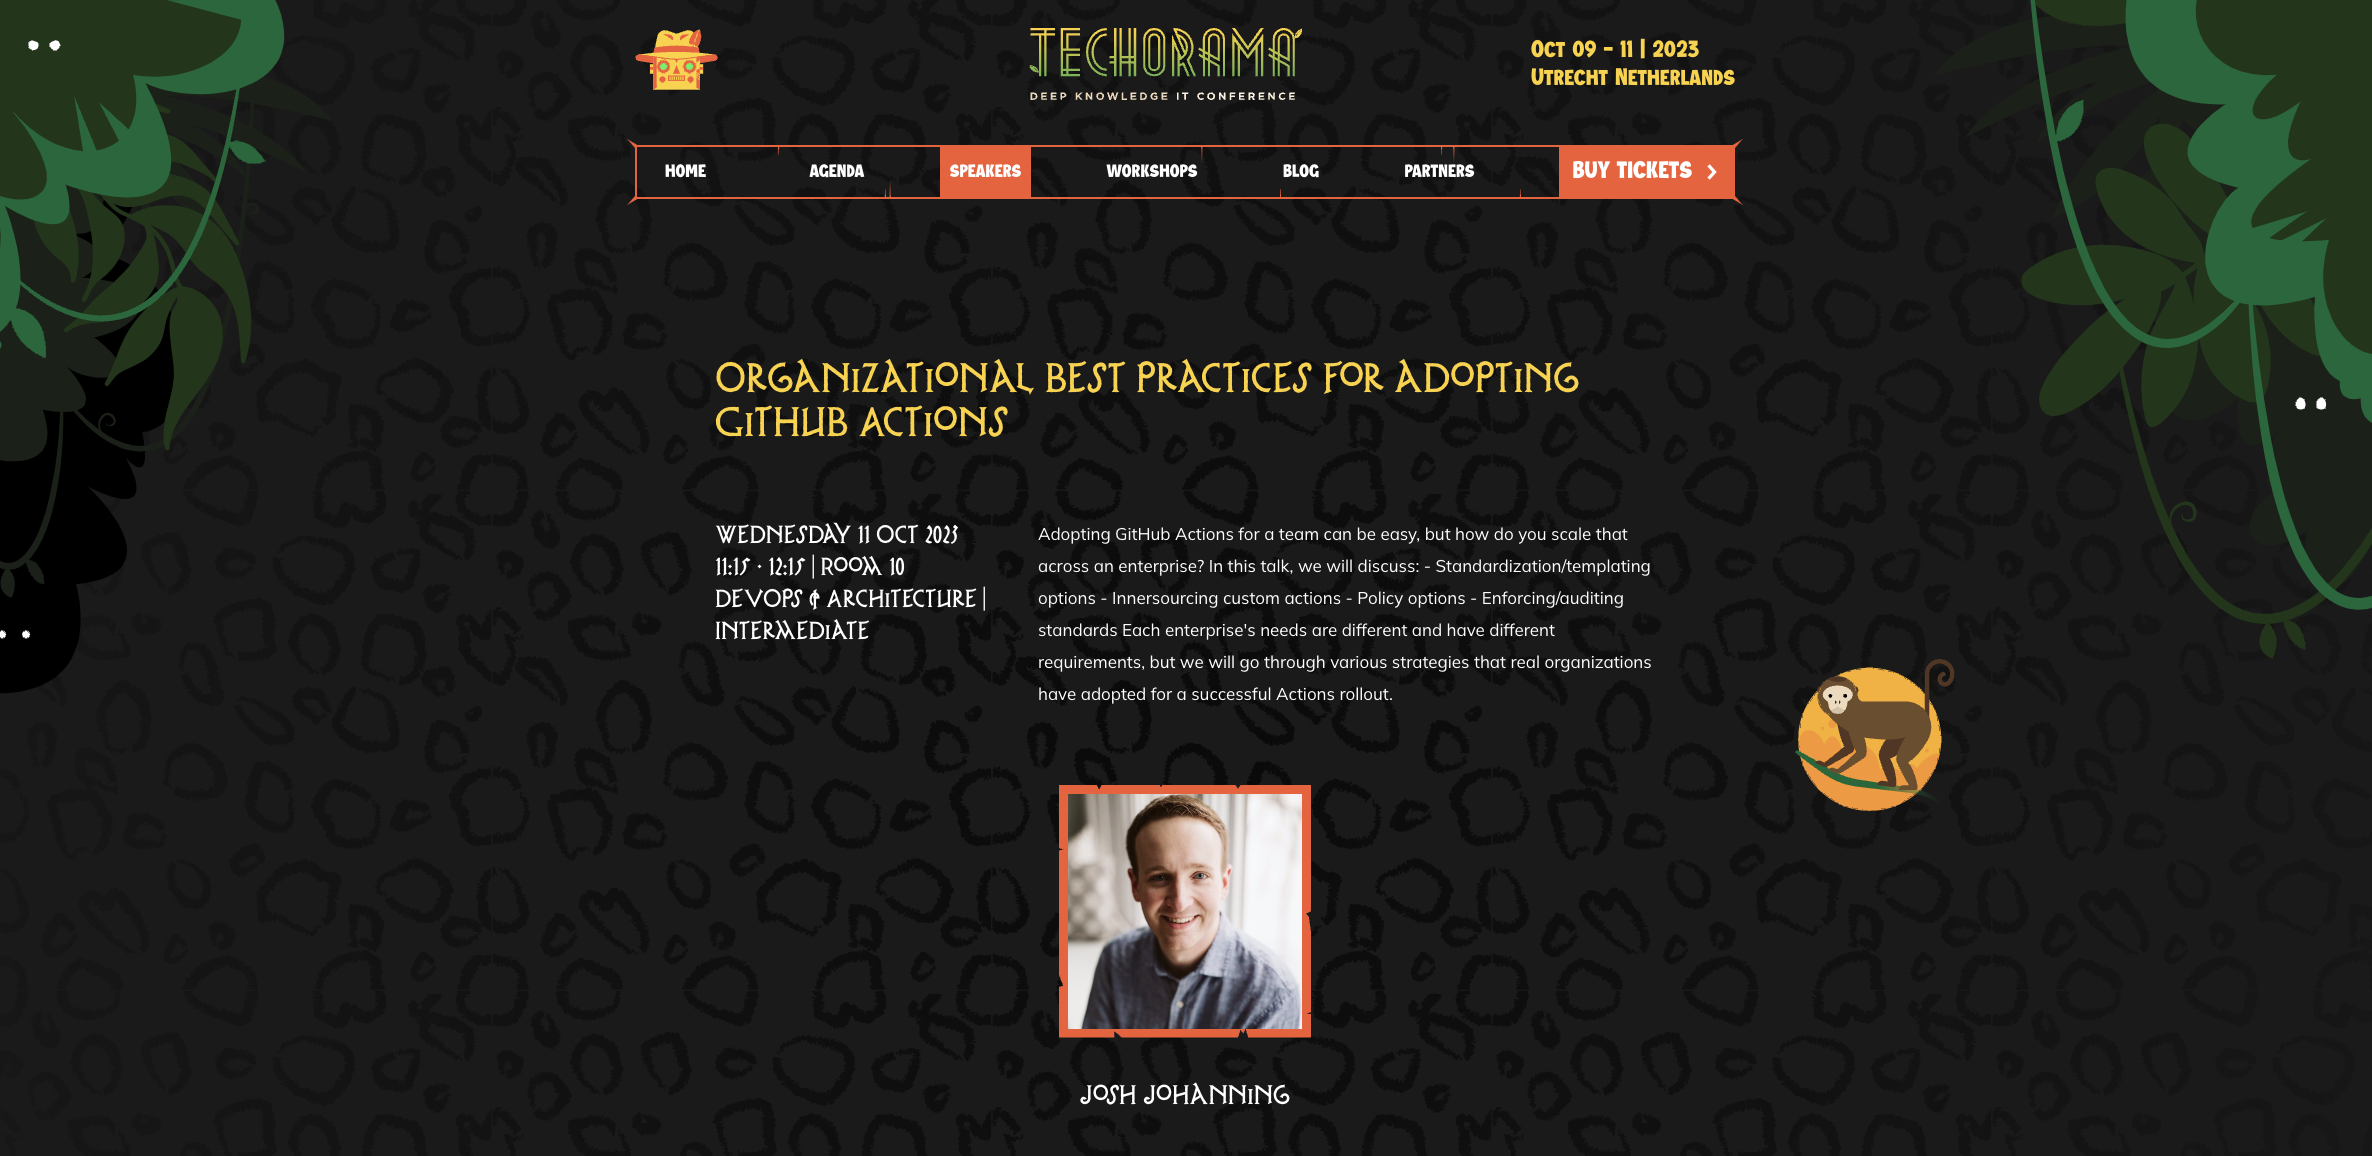 TECHORAMA
DEEP KNOWLEDGE IT CONFERENCE
OCT 09 - 11 | 2023
UTRECHT NETHERLANDS
HOME
AGENDA
SPEAKERS
WORKSHOPS
BLOG
PARTNERS
BUY TICKETS
ORGANIZATIONAL BEST PRACTICES FOR ADOPTING
GITHUB ACTIONS
WEDNESDAY 11 OCT 2023
11:15 - 12:15 | ROOM 10
DEVOPS & ARCHITECTURE |
INTERMEDIATE
Adopting GitHub Actions for a team can be easy, but how do you scale that
across an enterprise? In this talk, we will discuss: - Standardization/templating
options - Innersourcing custom actions - Policy options - Enforcing/auditing
standards Each enterprise's needs are different and have different
requirements, but we will go through various strategies that real organizations
have adopted for a successful Actions rollout.
JOSH JOHANNING